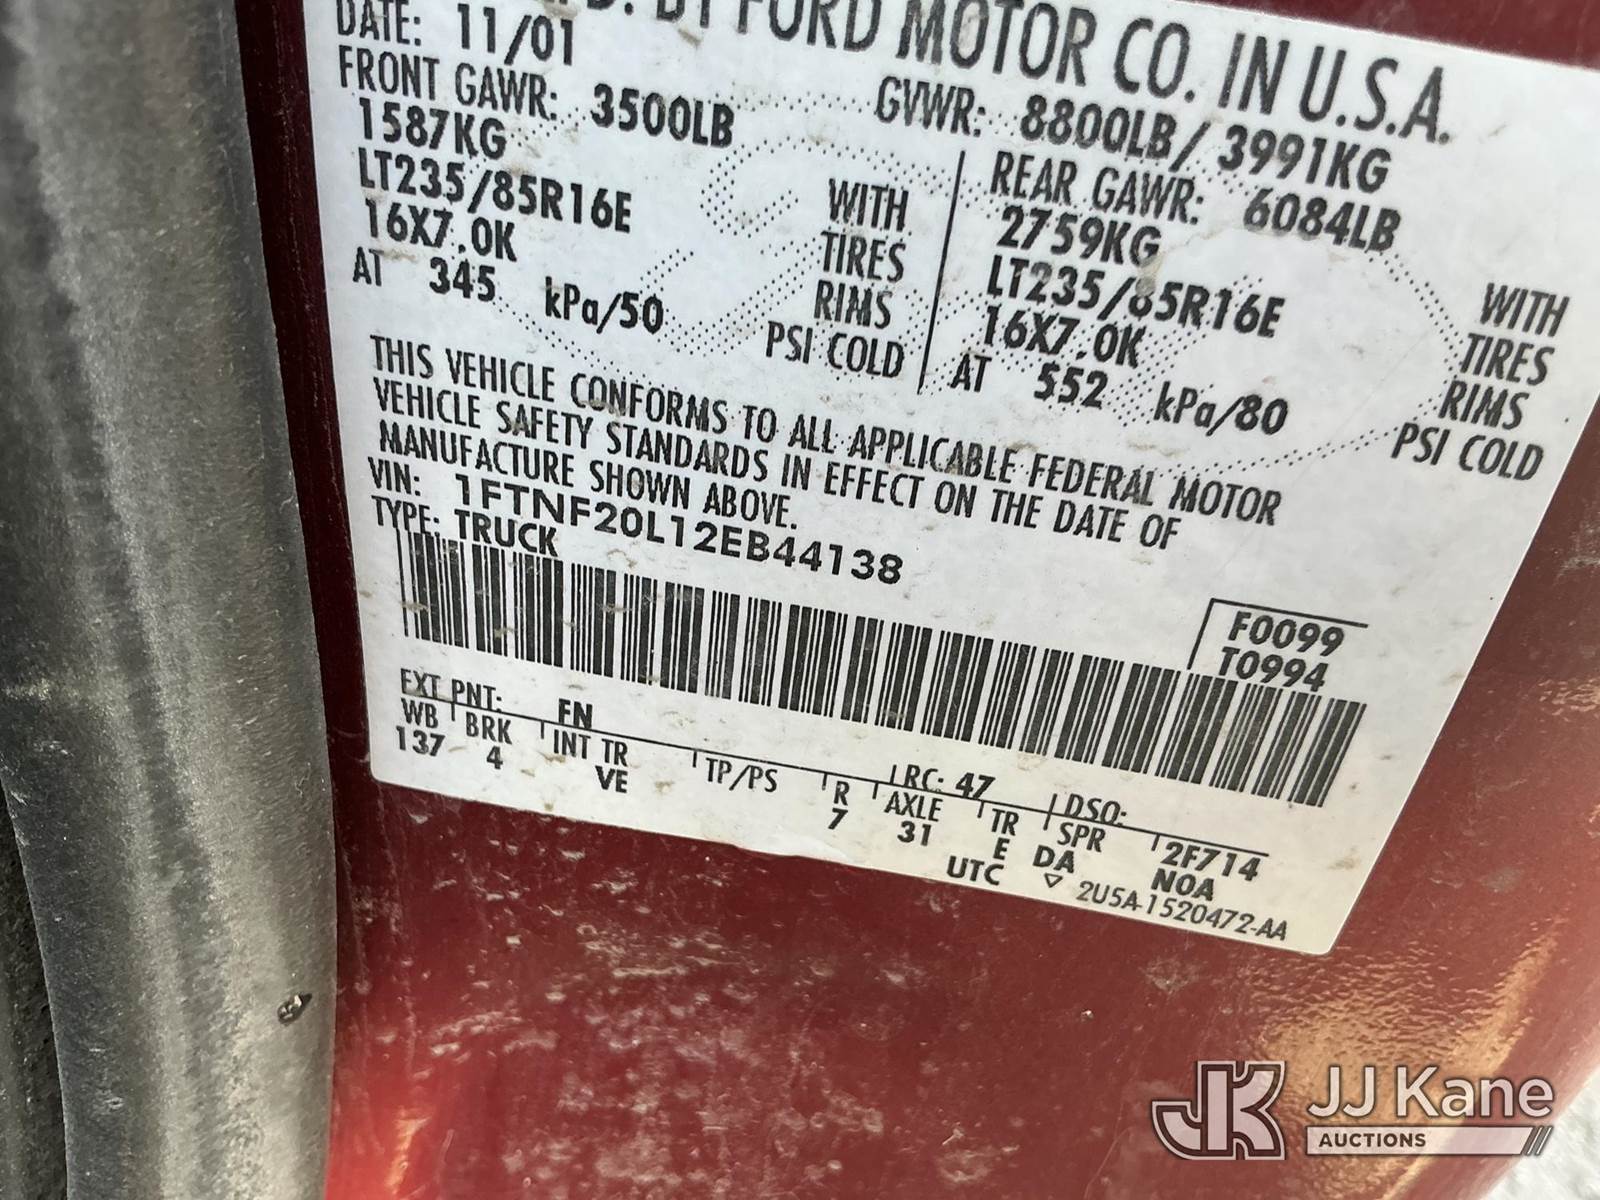 BY FORD MOTOR CO. IN U.S.A.
DATE: 11/01
GVWR: 8800LB/ 3991KG
FRONT GAWR: 3500LB
1587KG WITH
LT235/85R16E TIRES
16X7.0K RIMS
AT 345 kPa/50 PSI COLD
REAR GAWR: 6084LB
2759KG WITH
LT235/85R16E TIRES
16X7.0K RIMS
AT 552 kPa/80 PSI COLD
THIS VEHICLE CONFORMS TO ALL APPLICABLE FEDERAL MOTOR
VEHICLE SAFETY STANDARDS IN EFFECT ON THE DATE OF
MANUFACTURE SHOWN ABOVE.
VIN: 1FTNF20L12EB44138
TYPE: TRUCK
F0099
T0994
EXT PNT: FN
RC: 47 DSO:
WB BRK INT TR TP/PS R AXLE TR SPR 2F714
137 4 VE 7 31 E DA NOA
UTC ▽ 2U5A-1520472-AA
JK JJ Kane
AUCTIONS